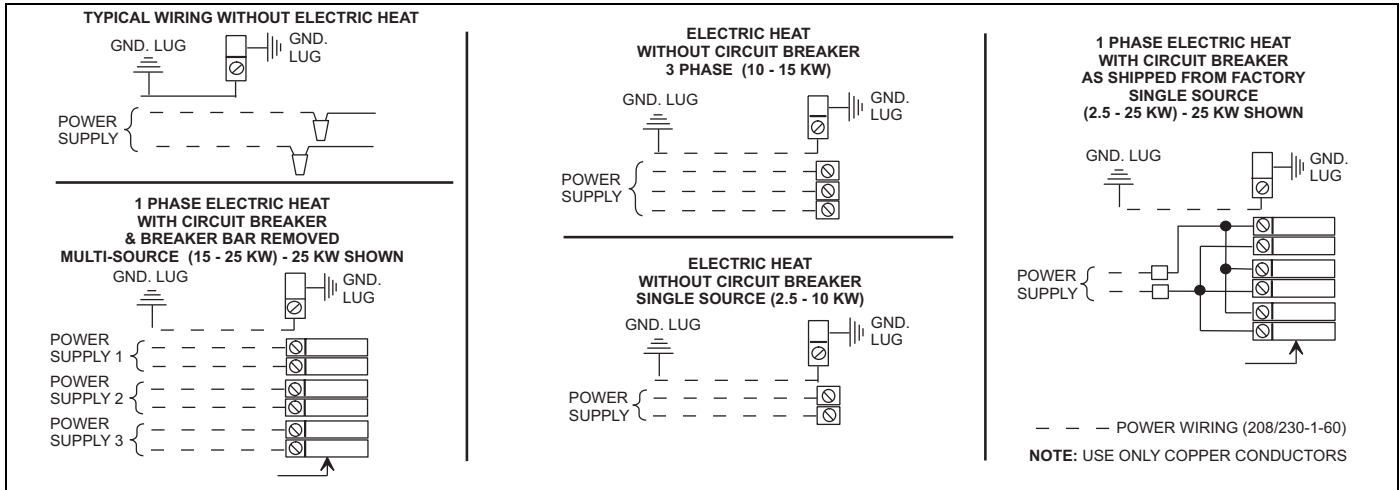 TYPICAL WIRING WITHOUT ELECTRIC HEAT
GND. LUG
GND.
LUG
POWER
SUPPLY
1 PHASE ELECTRIC HEAT
WITH CIRCUIT BREAKER
& BREAKER BAR REMOVED
MULTI-SOURCE (15 - 25 KW) - 25 KW SHOWN
GND. LUG
GND.
LUG
POWER
SUPPLY 1
POWER
SUPPLY 2
POWER
SUPPLY 3
ELECTRIC HEAT
WITHOUT CIRCUIT BREAKER
3 PHASE (10 - 15 KW)
GND. LUG
GND.
LUG
POWER
SUPPLY
ELECTRIC HEAT
WITHOUT CIRCUIT BREAKER
SINGLE SOURCE (2.5 - 10 KW)
GND. LUG
GND.
LUG
POWER
SUPPLY
1 PHASE ELECTRIC HEAT
WITH CIRCUIT BREAKER
AS SHIPPED FROM FACTORY
SINGLE SOURCE
(2.5 - 25 KW) - 25 KW SHOWN
GND. LUG
GND.
LUG
POWER
SUPPLY
POWER WIRING (208/230-1-60)
NOTE: USE ONLY COPPER CONDUCTORS